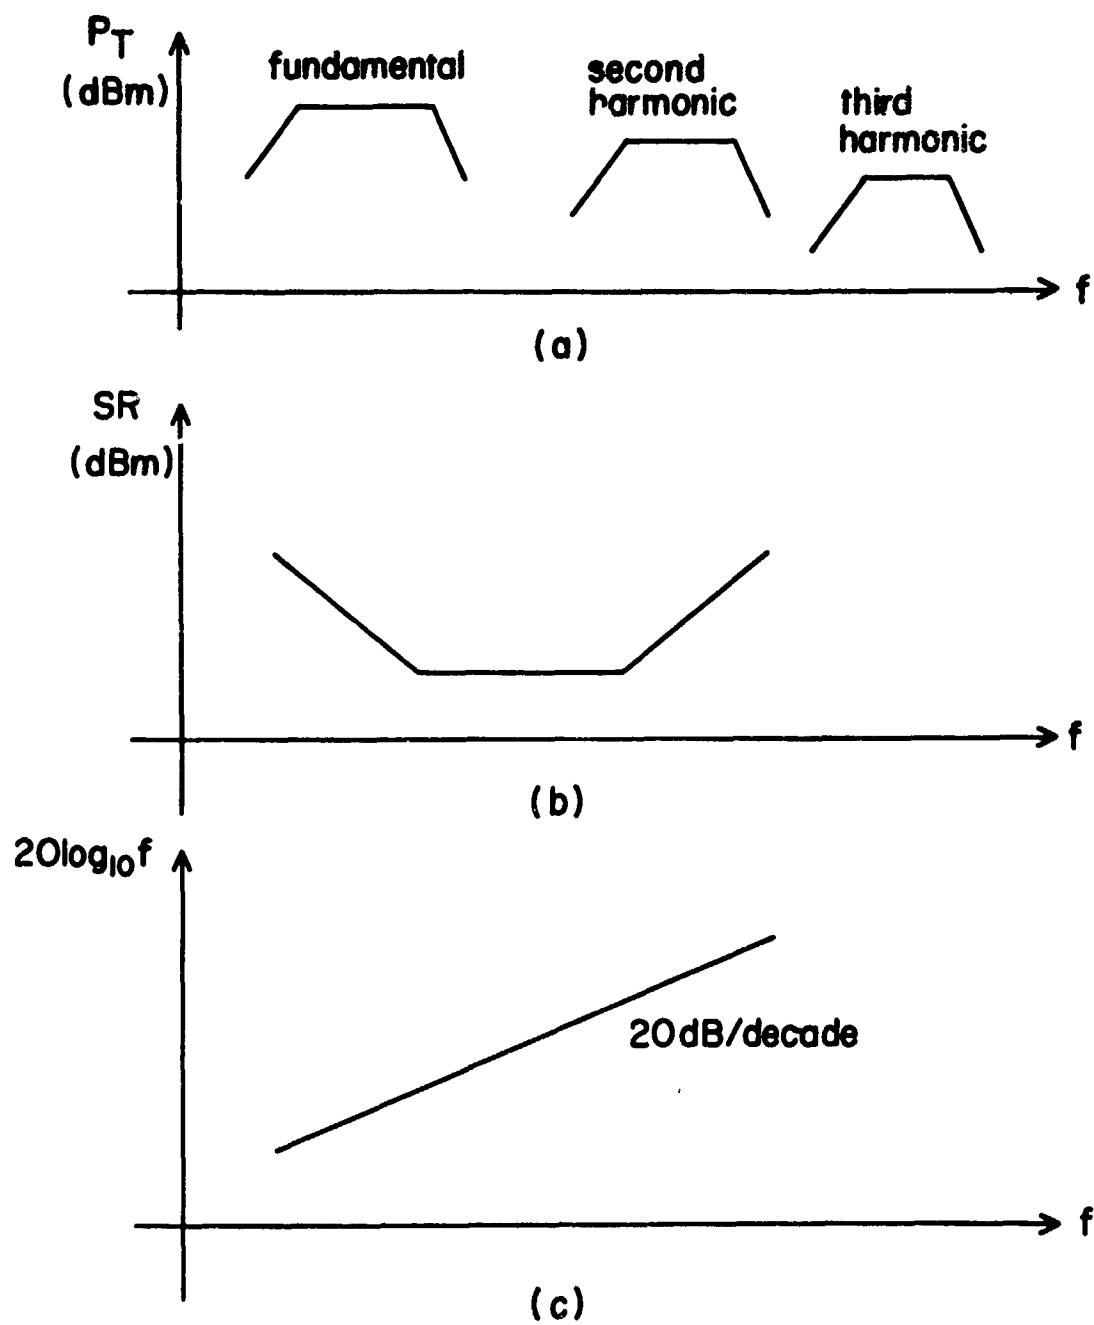 P_T
(dBm)
fundamental
second
harmonic
third
harmonic
f
(a)
SR
(dBm)
f
(b)
20log₁₀f
20dB/decade
f
(c)